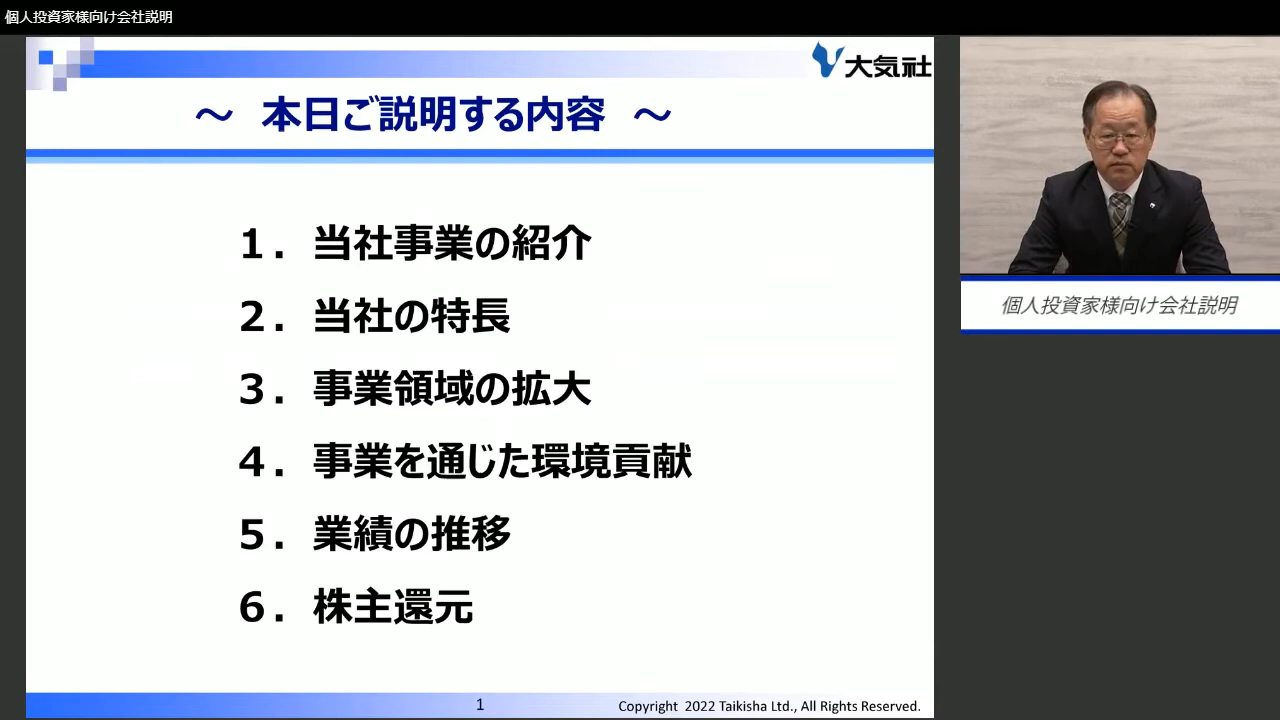 個人投資家様向け会社説明
大気社
～ 本日ご説明する内容 ～
１．当社事業の紹介
２．当社の特長
３．事業領域の拡大
４．事業を通じた環境貢献
５．業績の推移
６．株主還元
1
Copyright 2022 Taikisha Ltd., All Rights Reserved.
個人投資家様向け会社説明